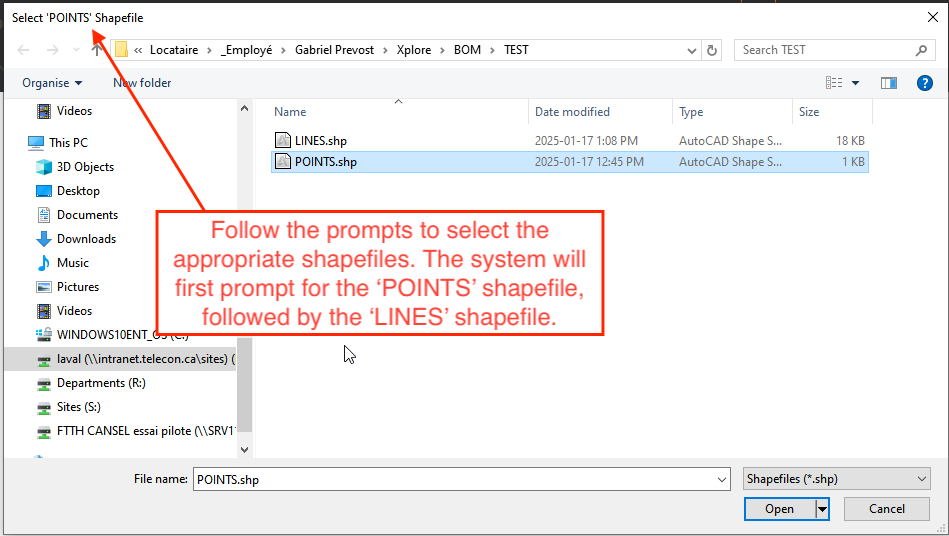 Select 'POINTS' Shapefile
« Locataire > _Employé > Gabriel Prevost > Xplore > BOM > TEST
Search TEST
Organise
New folder
Name Date modified Type Size
Videos
This PC
3D Objects
Desktop
Documents
Downloads
Music
Pictures
Videos
WINDOWS10ENT_OS (C:)
laval (\\intranet.telecon.ca\sites) (
Departments (R:)
Sites (S:)
FTTH CANSEL essai pilote (\\SRV1
LINES.shp 2025-01-17 1:08 PM AutoCAD Shape S... 18 KB
POINTS.shp 2025-01-17 12:45 PM AutoCAD Shape S... 1 KB
Follow the prompts to select the
appropriate shapefiles. The system will
first prompt for the ‘POINTS’ shapefile,
followed by the ‘LINES’ shapefile.
File name: POINTS.shp
Shapefiles (*.shp)
Open
Cancel